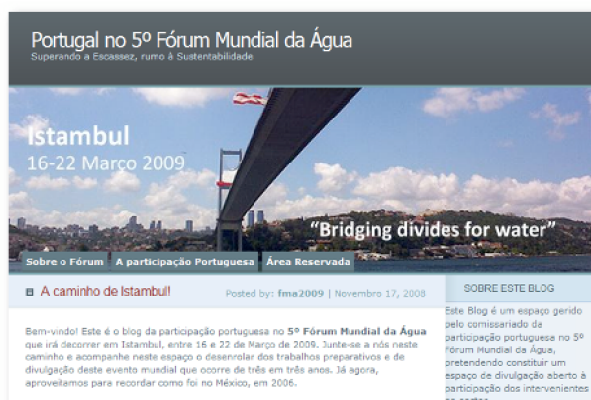 Portugal no 5º Fórum Mundial da Água
Superando a Escassez, rumo à Sustentabilidade
Istambul
16-22 Março 2009
“Bridging divides for water”
Sobre o Fórum
A participação Portuguesa
Área Reservada
A caminho de Istambul!
Posted by: fma2009 | Novembro 17, 2008
Bem-vindo! Este é o blog da participação portuguesa no 5º Fórum Mundial da Água
que irá decorrer em Istambul, entre 16 e 22 de Março de 2009. Junte-se a nós neste
caminho e acompanhe neste espaço o desenrolar dos trabalhos preparativos e de
divulgação deste evento mundial que ocorre de três em três anos. Já agora,
aproveitamos para recordar como foi no México, em 2006.
SOBRE ESTE BLOG
Este Blog é um espaço gerido
pelo comissariado da
participação portuguesa no 5º
Fórum Mundial da Água,
pretendendo constituir um
espaço de divulgação aberto à
participação dos intervenientes